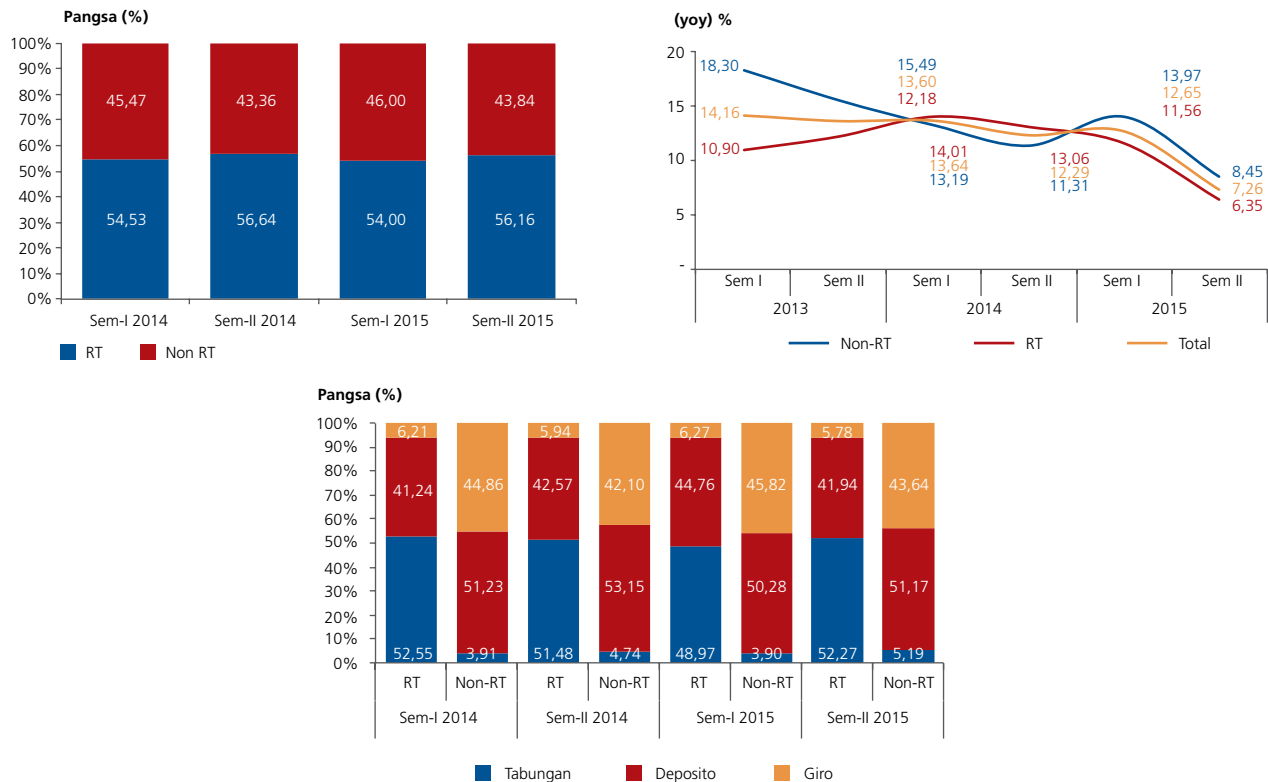 Pangsa (%)
100%
90%
80%
70%
60%
50%
40%
30%
20%
10%
0%
45,47 43,36 46,00 43,84
54,53 56,64 54,00 56,16
Sem-I 2014 Sem-II 2014 Sem-I 2015 Sem-II 2015
RT Non RT
(yoy) %
20
15
10
5
-
18,30
14,16
10,90
15,49
13,60
12,18
14,01
13,64
13,19
13,06
12,29
11,31
13,97
12,65
11,56
8,45
7,26
6,35
Sem I Sem II Sem I Sem II Sem I Sem II
2013 2014 2015
Non-RT RT Total
Pangsa (%)
100%
90%
80%
70%
60%
50%
40%
30%
20%
10%
0%
6,21 5,94 6,27 5,78
41,24 44,86 42,57 42,10 44,76 45,82 41,94 43,64
51,23 53,15 50,28 51,17
52,55 3,91 51,48 4,74 48,97 3,90 52,27 5,19
RT Non-RT RT Non-RT RT Non-RT RT Non-RT
Sem-I 2014 Sem-II 2014 Sem-I 2015 Sem-II 2015
Tabungan Deposito Giro